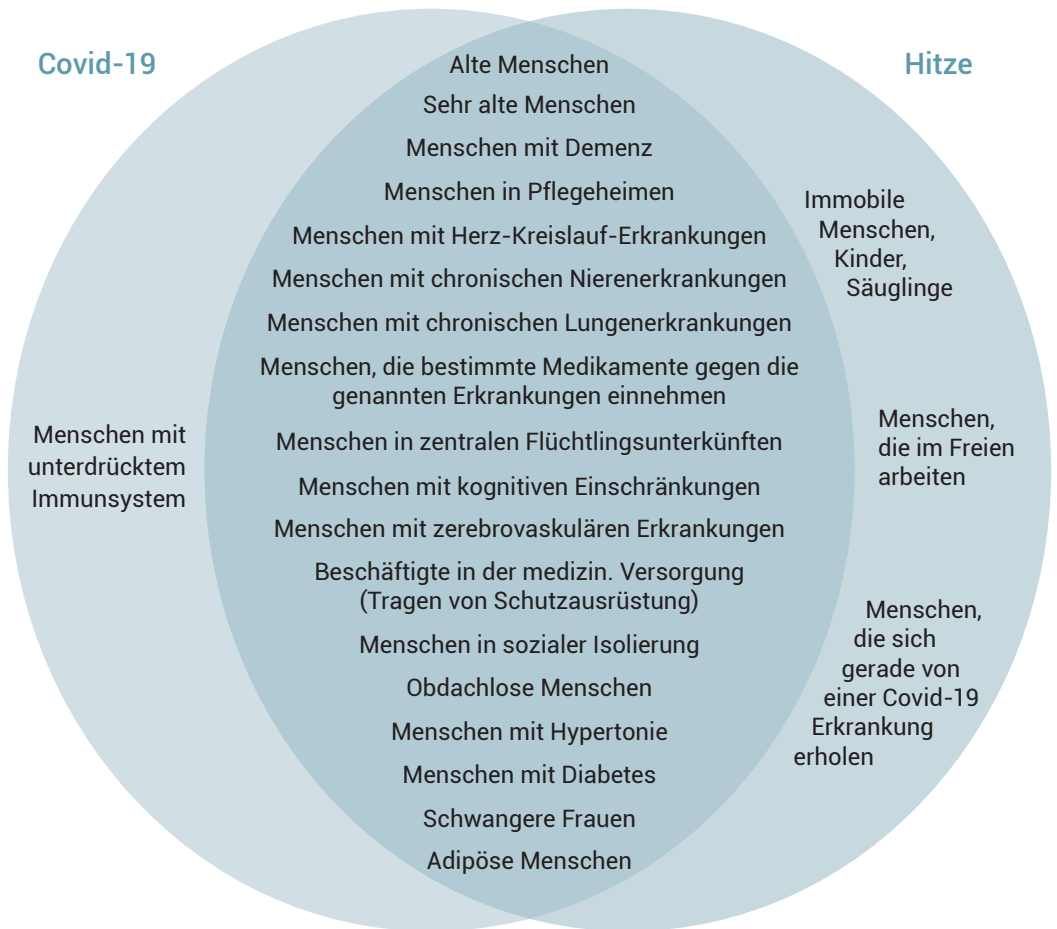 Covid-19
Hitze
Alte Menschen
Sehr alte Menschen
Menschen mit Demenz
Menschen in Pflegeheimen
Menschen mit Herz-Kreislauf-Erkrankungen
Menschen mit chronischen Nierenerkrankungen
Menschen mit chronischen Lungenerkrankungen
Menschen, die bestimmte Medikamente gegen die
genannten Erkrankungen einnehmen
Menschen in zentralen Flüchtlingsunterkünften
Menschen mit kognitiven Einschränkungen
Menschen mit zerebrovaskulären Erkrankungen
Beschäftigte in der medizin. Versorgung
(Tragen von Schutzausrüstung)
Menschen in sozialer Isolierung
Obdachlose Menschen
Menschen mit Hypertonie
Menschen mit Diabetes
Schwangere Frauen
Adipöse Menschen
Menschen mit
unterdrücktem
Immunsystem
Immobile
Menschen,
Kinder,
Säuglinge
Menschen,
die im Freien
arbeiten
Menschen,
die sich
gerade von
einer Covid-19
Erkrankung
erholen